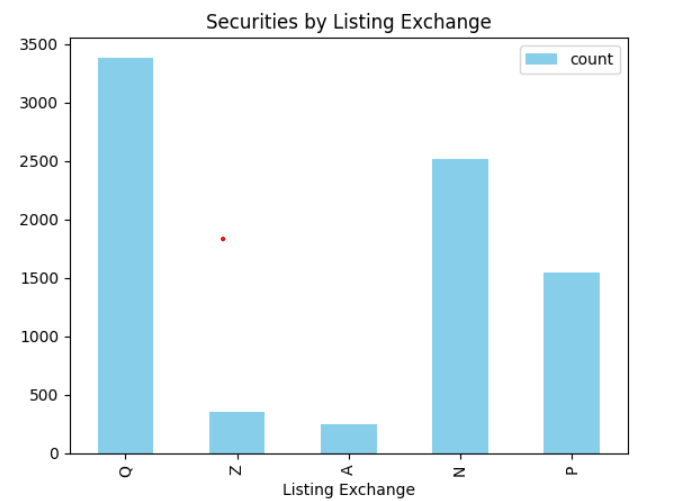 Securities by Listing Exchange
count
3500
3000
2500
2000
1500
1000
500
0
Q Z A N P
Listing Exchange